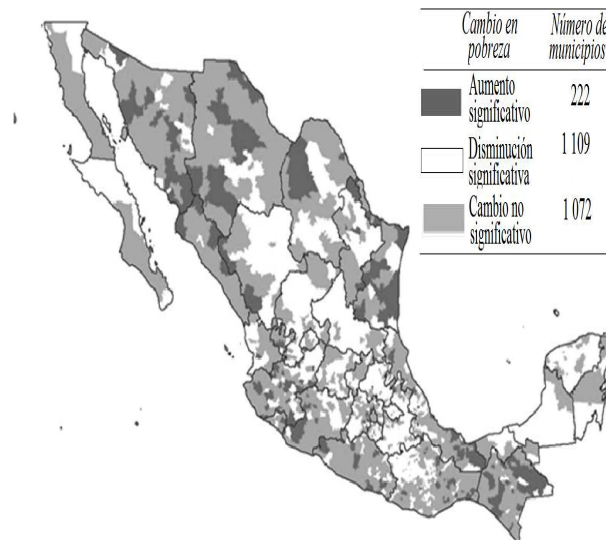 Cambio en pobreza
Número de municipios
Aumento significativo
222
Disminución significativa
1 109
Cambio no significativo
1 072